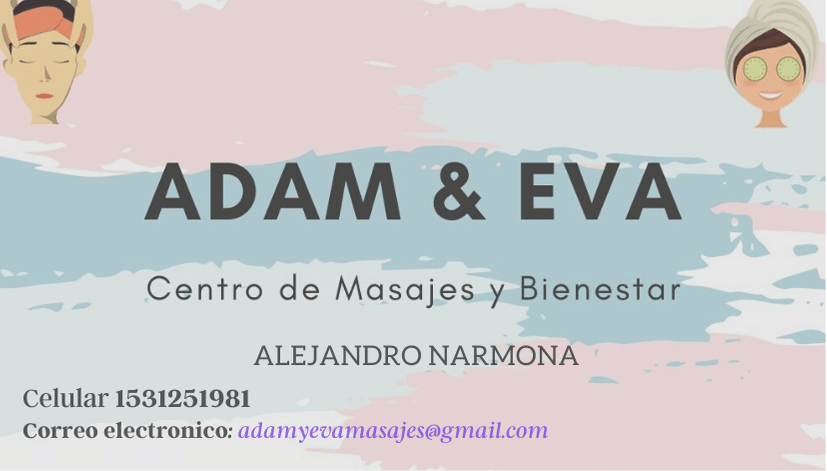 ADAM & EVA
Centro de Masajes y Bienestar
ALEJANDRO NARMONA
Celular 1531251981
Correo electronico: adamyevamasajes@gmail.com